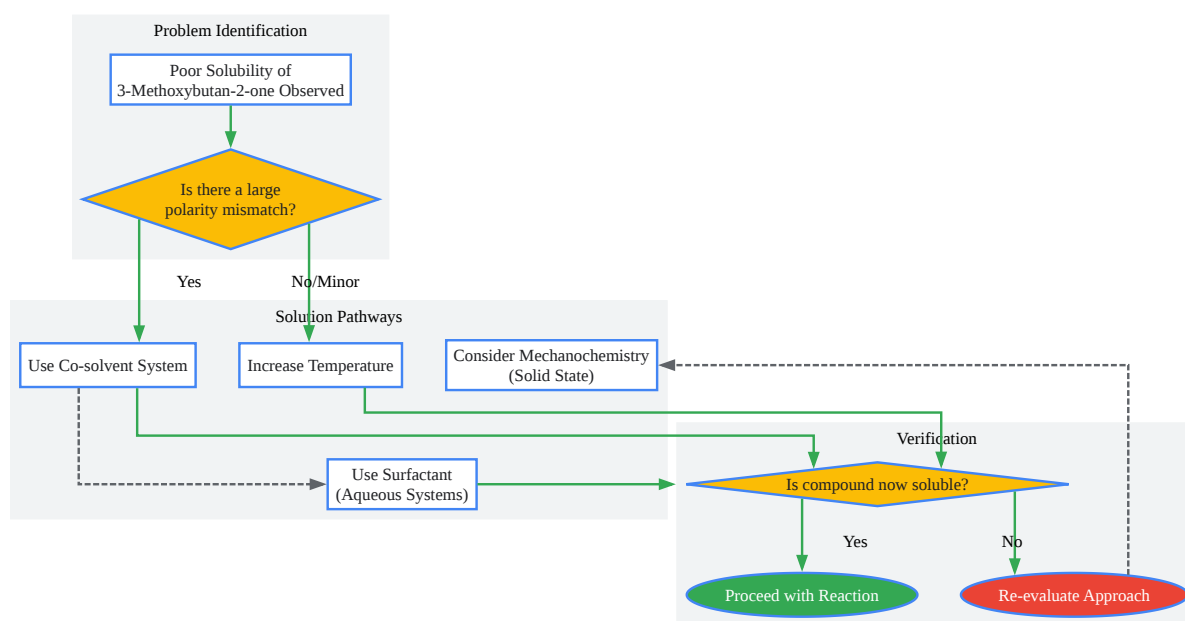 Problem Identification
Poor Solubility of
3-Methoxybutan-2-one Observed
Is there a large
polarity mismatch?
Yes
No/Minor
Solution Pathways
Use Co-solvent System
Increase Temperature
Consider Mechanochemistry
(Solid State)
Use Surfactant
(Aqueous Systems)
Verification
Is compound now soluble?
Yes
No
Proceed with Reaction
Re-evaluate Approach